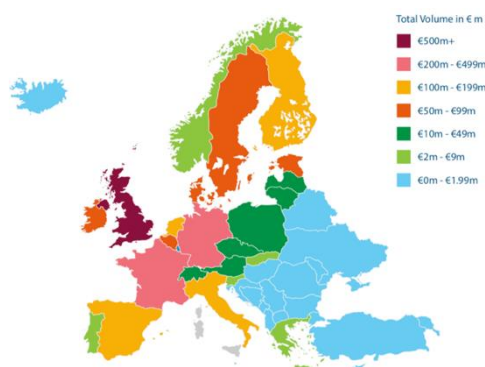 Total Volume in € m
€500m+
€200m - €499m
€100m - €199m
€50m - €99m
€10m - €49m
€2m - €9m
€0m - €1.99m